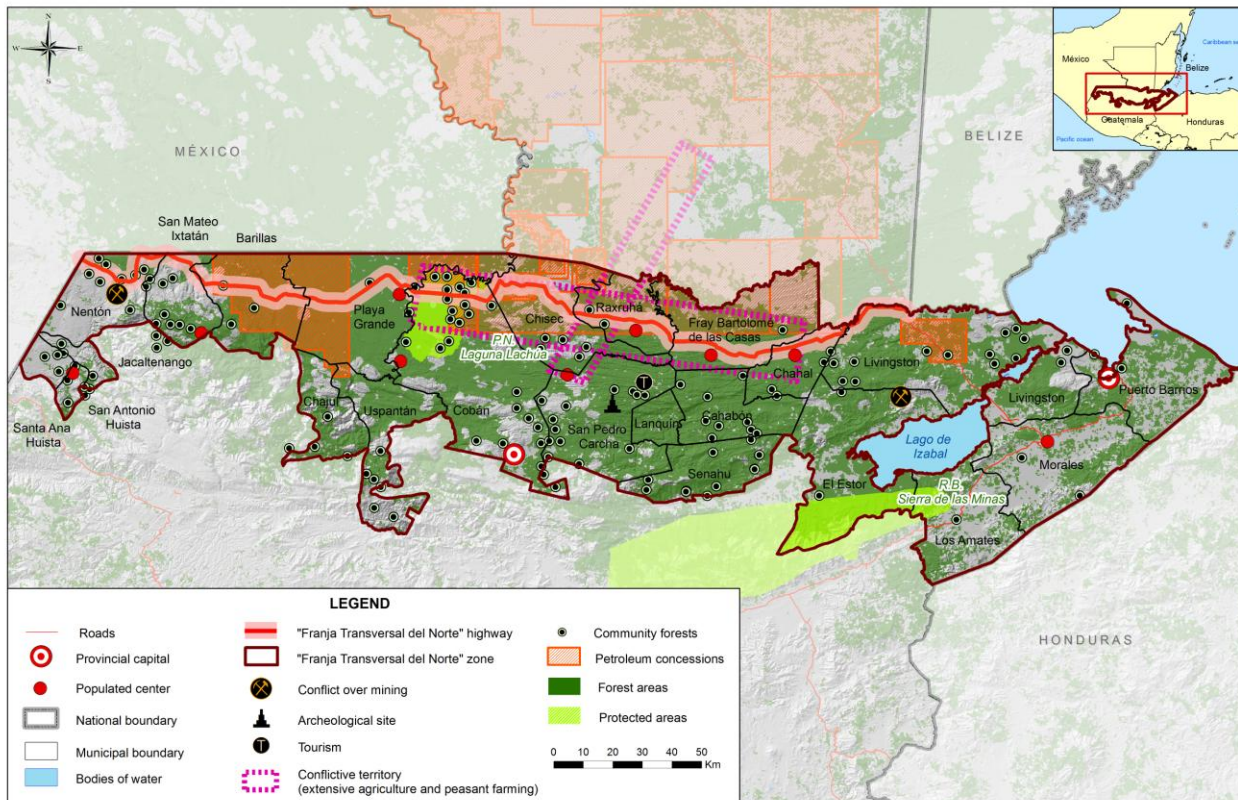 N
W
E
S
MÉXICO
BELIZE
HONDURAS
México
Belize
Caribbean se
Guatemala
Honduras
Pacific ocean
San Mateo
Ixtatán
Barillas
Nentón
Jacaltenango
Santa Ana
Huista
San Antonio
Huista
Playa
Grande
Chajul
Uspantán
Cobán
P.N.
Laguna Lachúa
Chisec
Raxruha
Fray Bartolomé
de las Casas
Chahal
San Pedro
Carcha
Lanquín
Cahabón
Senahú
Livingston
El Estor
Lago de
Izabal
R.B.
Sierra de las Minas
Livingston
Puerto Barrios
Morales
Los Amates
LEGEND
Roads
Provincial capital
Populated center
National boundary
Municipal boundary
Bodies of water
"Franja Transversal del Norte" highway
"Franja Transversal del Norte" zone
Conflict over mining
Archeological site
Tourism
Conflictive territory
(extensive agriculture and peasant farming)
Community forests
Petroleum concessions
Forest areas
Protected areas
0 10 20 30 40 50
Km